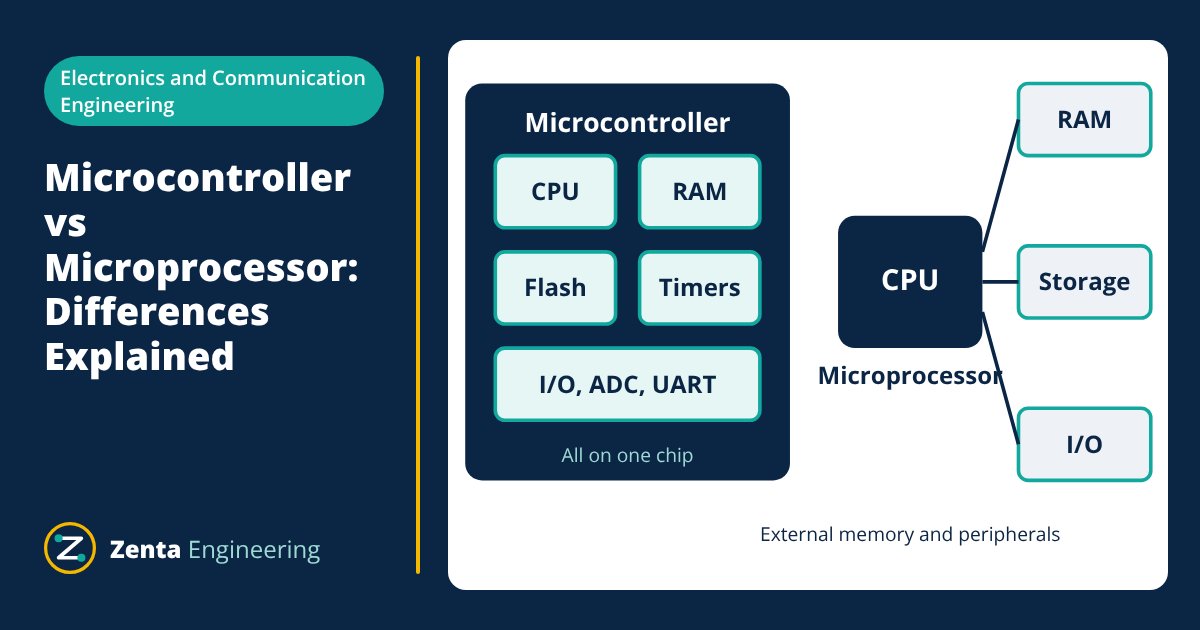 Electronics and Communication
Engineering
Microcontroller
vs
Microprocessor:
Differences
Explained
Zenta Engineering
Microcontroller
CPU
RAM
Flash
Timers
I/O, ADC, UART
All on one chip
CPU
Microprocessor
RAM
Storage
I/O
External memory and peripherals